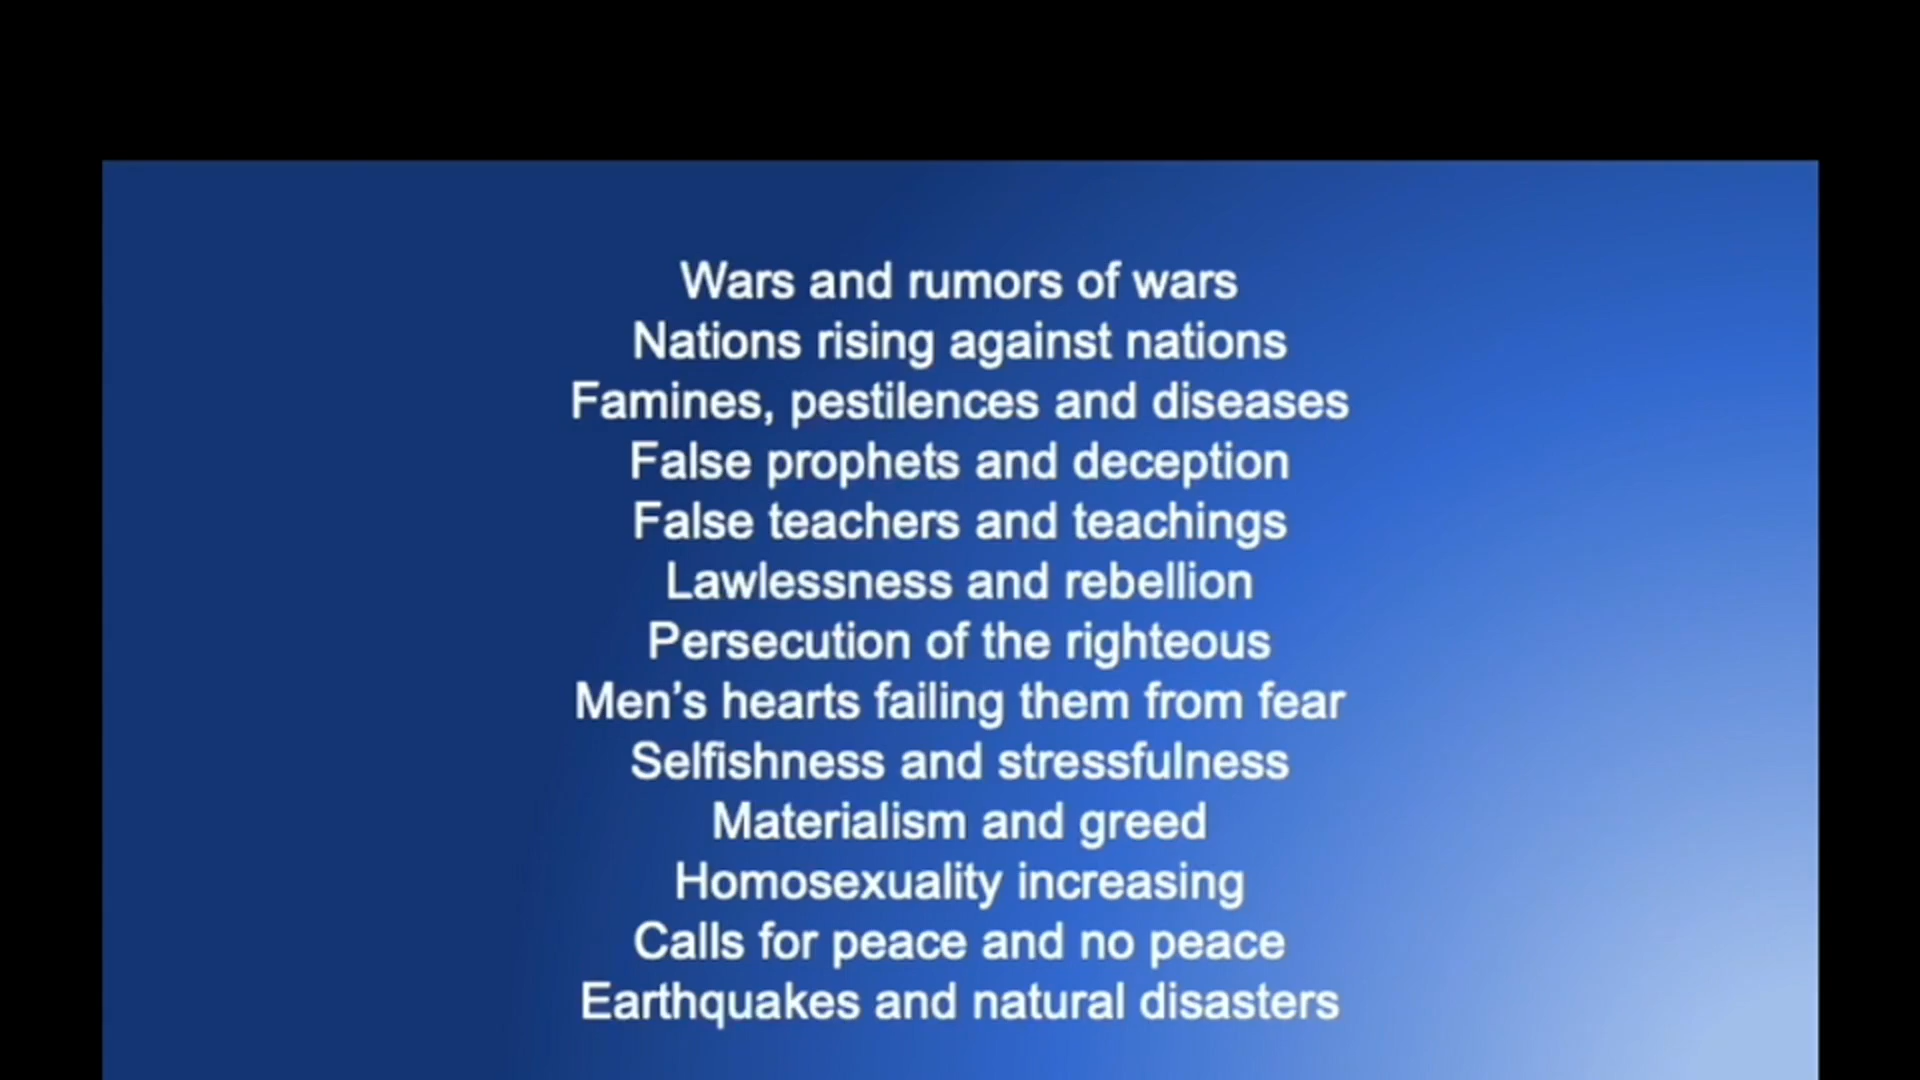 Wars and rumors of wars
Nations rising against nations
Famines, pestilences and diseases
False prophets and deception
False teachers and teachings
Lawlessness and rebellion
Persecution of the righteous
Men’s hearts failing them from fear
Selfishness and stressfulness
Materialism and greed
Homosexuality increasing
Calls for peace and no peace
Earthquakes and natural disasters